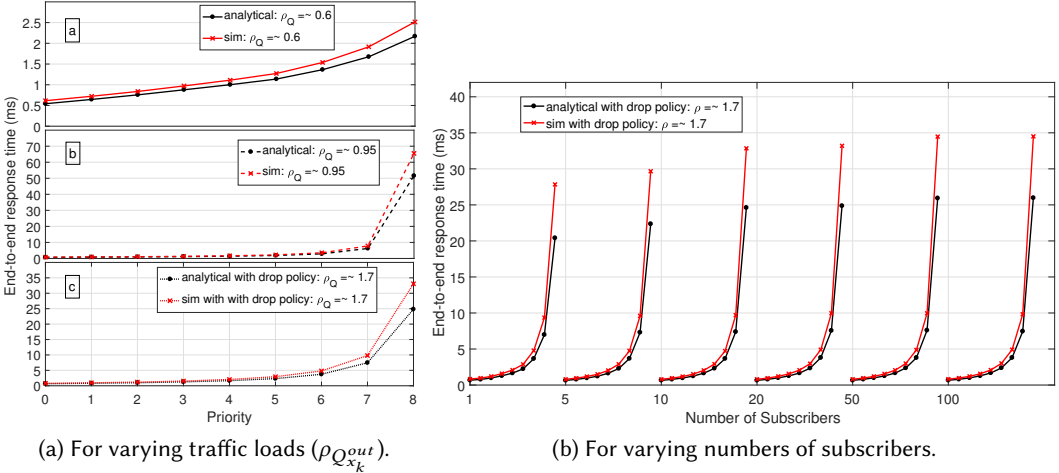 a
analytical: ρQ =~ 0.6
sim: ρQ =~ 0.6
2.5
2
1.5
1
0.5
0
b
analytical: ρQ =~ 0.95
sim: ρQ =~ 0.95
70
60
50
40
30
20
10
0
c
analytical with drop policy: ρQ =~ 1.7
sim with with drop policy: ρQ =~ 1.7
35
30
25
20
15
10
5
0
End-to-end response time (ms)
0 1 2 3 4 5 6 7 8
Priority
(a) For varying traffic loads (ρ_{Q^{out}_{x_k}}).
analytical with drop policy: ρ =~ 1.7
sim with drop policy: ρ =~ 1.7
40
35
30
25
20
15
10
5
0
End-to-end response time (ms)
1 5 10 20 50 100
Number of Subscribers
(b) For varying numbers of subscribers.